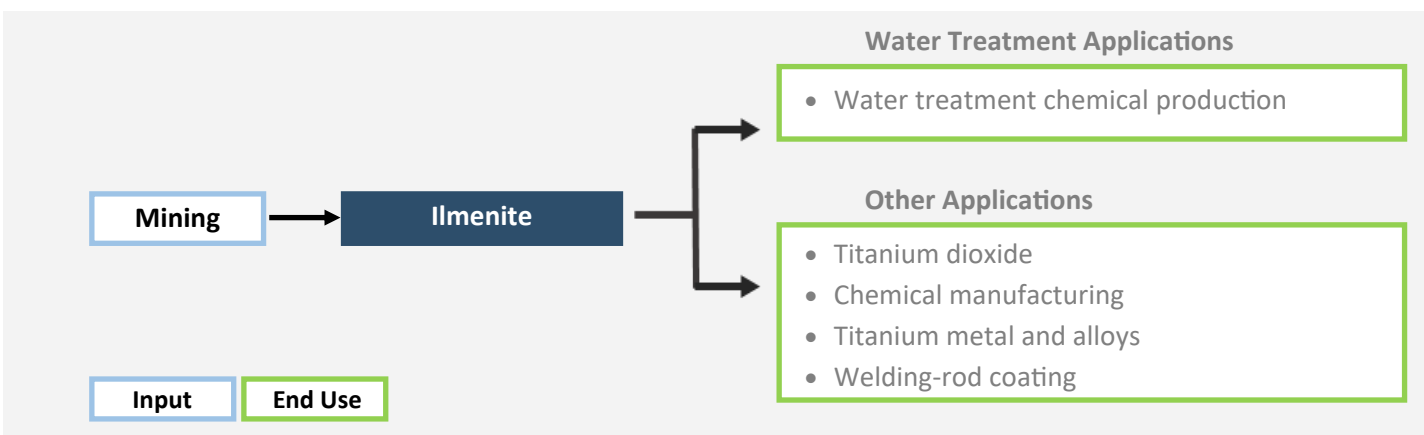 Water Treatment Applications
• Water treatment chemical production
Mining
Ilmenite
Other Applications
• Titanium dioxide
• Chemical manufacturing
• Titanium metal and alloys
• Welding-rod coating
Input
End Use